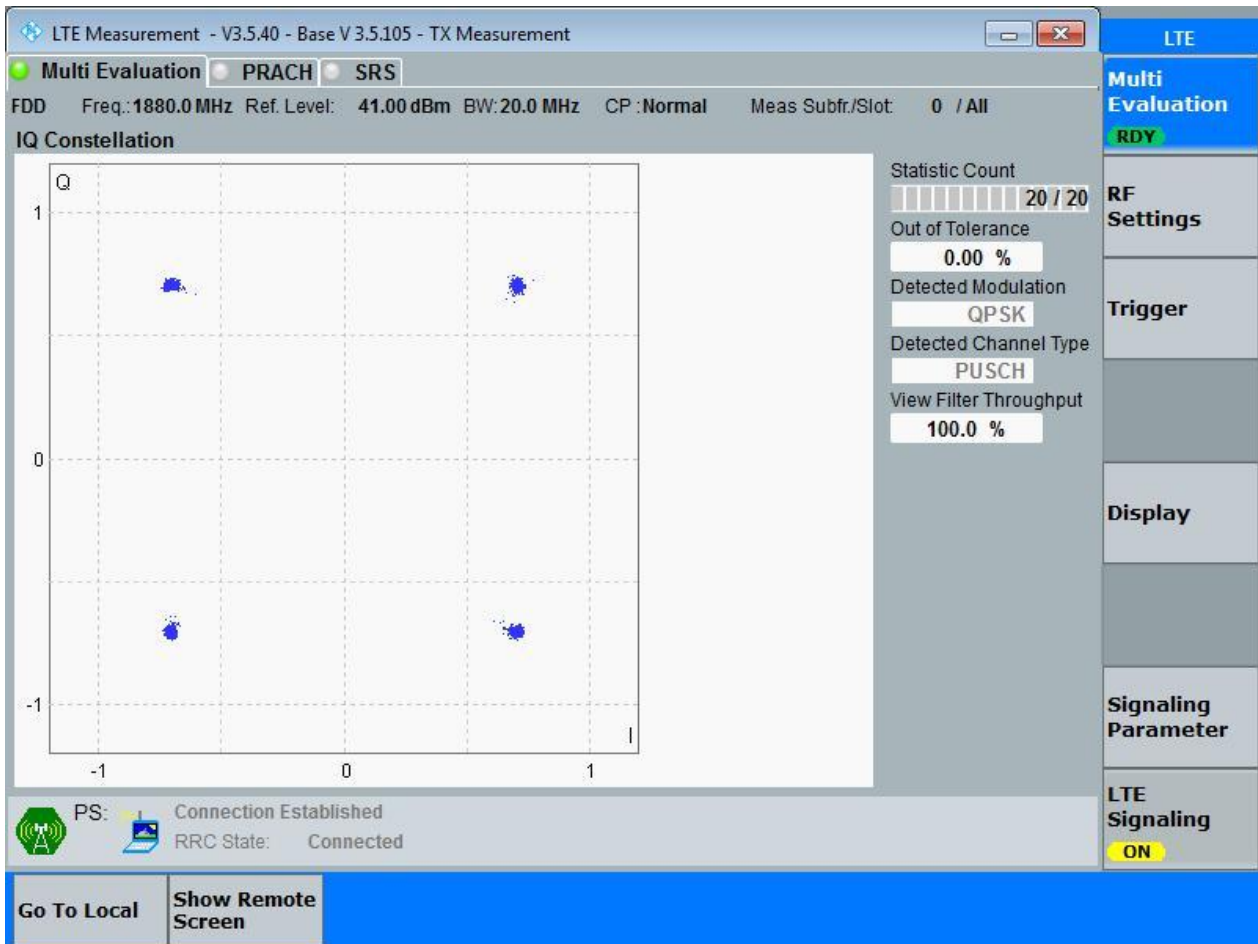 LTE Measurement - V3.5.40 - Base V 3.5.105 - TX Measurement
LTE
Multi Evaluation PRACH SRS
FDD Freq.: 1880.0 MHz Ref. Level: 41.00 dBm BW: 20.0 MHz CP : Normal Meas Subfr./Slot: 0 / All
IQ Constellation
Q
1
0
-1
I
-1 0 1
Statistic Count
20 / 20
Out of Tolerance
0.00 %
Detected Modulation
QPSK
Detected Channel Type
PUSCH
View Filter Throughput
100.0 %
Multi
Evaluation
RDY
RF
Settings
Trigger
Display
Signaling
Parameter
LTE
Signaling
ON
PS: Connection Established
RRC State: Connected
Go To Local
Show Remote
Screen